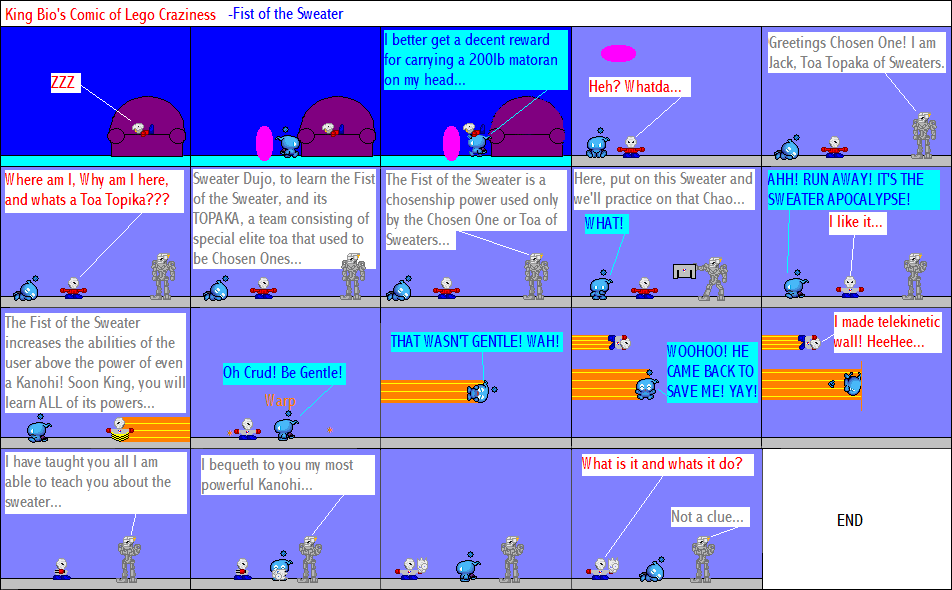 King Bio's Comic of Lego Craziness -Fist of the Sweater
ZZZ
I better get a decent reward
for carrying a 200lb matoran
on my head...
Heh? Whatda...
Greetings Chosen One! I am
Jack, Toa Topaka of Sweaters.
Where am I, Why am I here,
and whats a Toa Topika???
Sweater Dujo, to learn the Fist
of the Sweater, and its
TOPAKA, a team consisting of
special elite toa that used to
be Chosen Ones...
The Fist of the Sweater is a
chosenship power used only
by the Chosen One or Toa of
Sweaters...
Here, put on this Sweater and
we'll practice on that Chao...
WHAT!
AHH! RUN AWAY! IT'S THE
SWEATER APOCALYPSE!
I like it...
The Fist of the Sweater
increases the abilities of the
user above the power of even
a Kanohi! Soon King, you will
learn ALL of its powers...
Oh Crud! Be Gentle!
Warp
THAT WASN'T GENTLE! WAH!
WOOHOO! HE
CAME BACK TO
SAVE ME! YAY!
I made telekinetic
wall! HeeHee...
I have taught you all I am
able to teach you about the
sweater...
I bequeth to you my most
powerful Kanohi...
What is it and whats it do?
Not a clue...
END